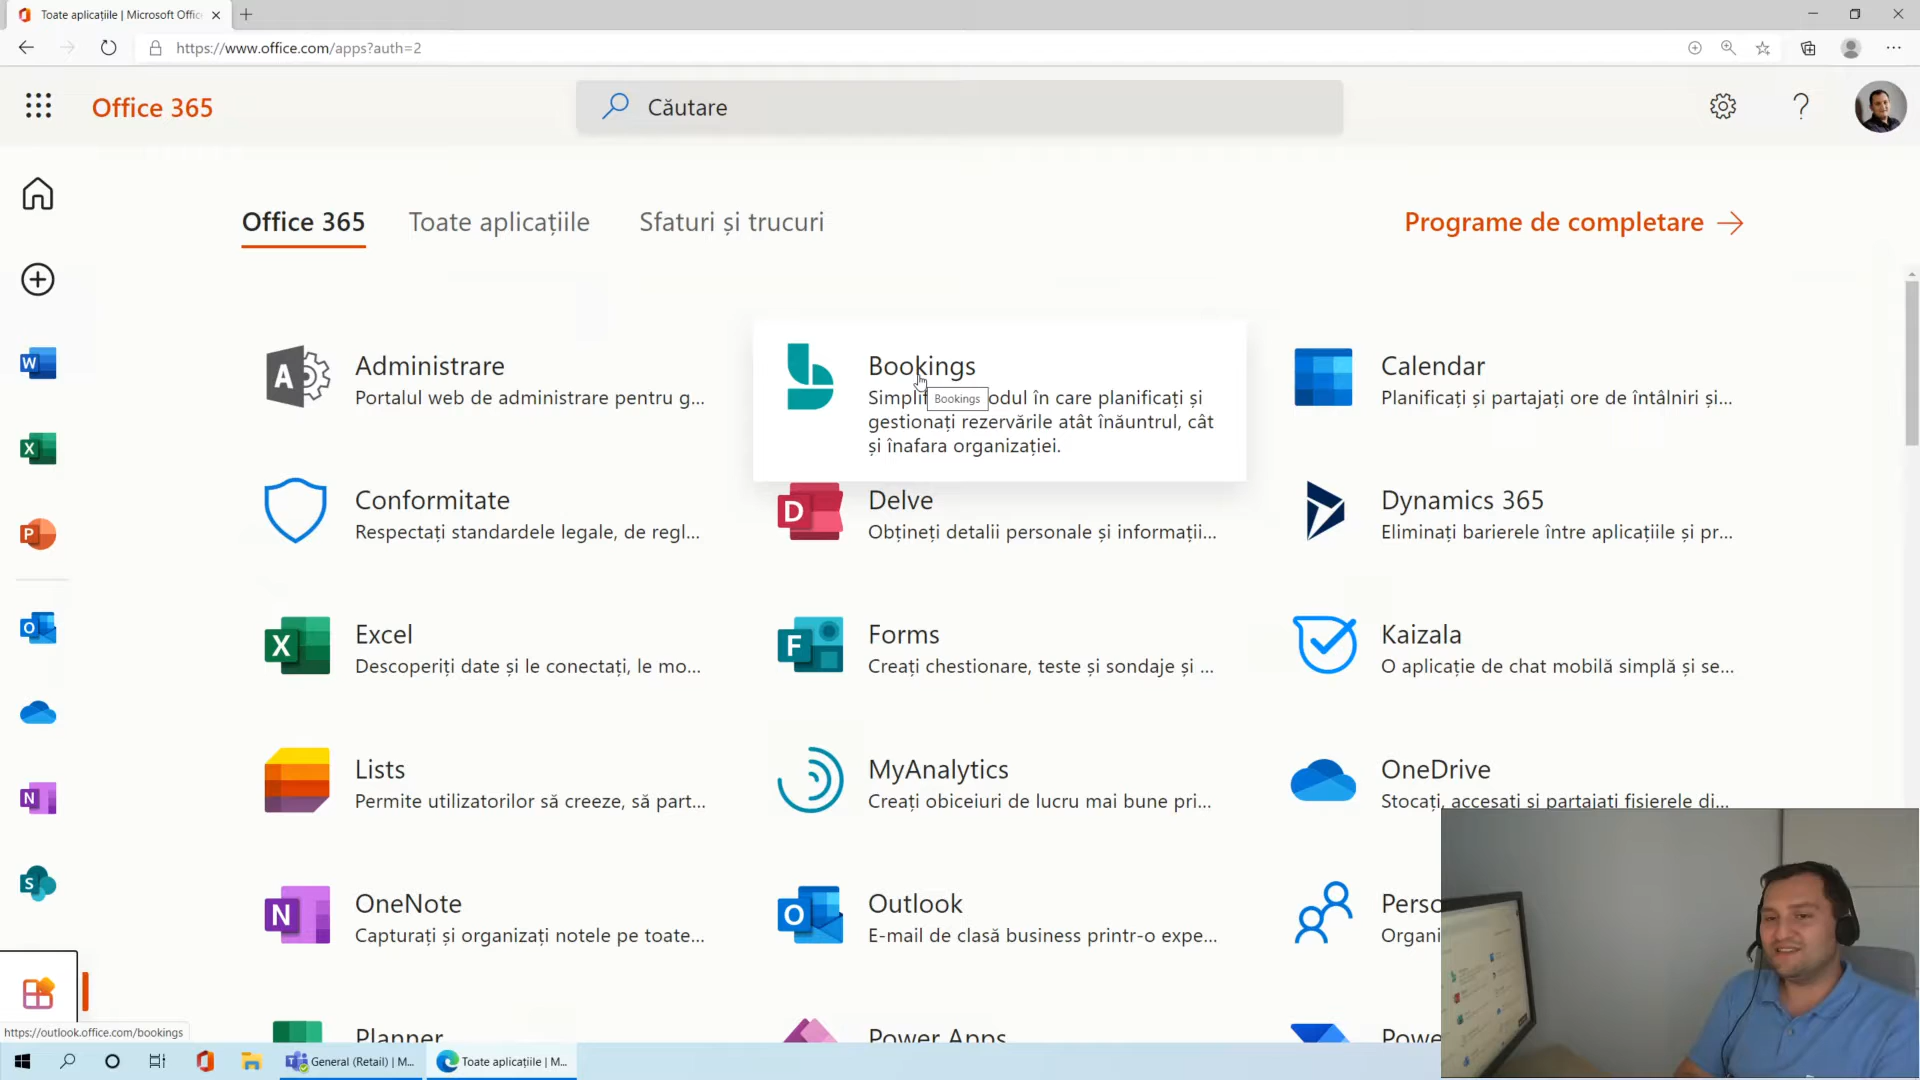 Toate aplicațiile | Microsoft Offic
https://www.office.com/apps?auth=2
Office 365
Căutare
Office 365
Toate aplicațiile
Sfaturi și trucuri
Programe de completare
Administrare
Portalul web de administrare pentru g...
Bookings
Simplif odul în care planificați și
gestionați rezervările atât înăuntrul, cât
și înafara organizației.
Bookings
Calendar
Planificați și partajați ore de întâlniri și...
Conformitate
Respectați standardele legale, de regl...
Delve
Obțineți detalii personale și informații...
Dynamics 365
Eliminați barierele între aplicațiile și pr...
Excel
Descoperiți date și le conectați, le mo...
Forms
Creați chestionare, teste și sondaje și ...
Kaizala
O aplicație de chat mobilă simplă și se...
Lists
Permite utilizatorilor să creeze, să part...
MyAnalytics
Creați obiceiuri de lucru mai bune pri...
OneDrive
Stocați, accesați și partajați fișierele di...
OneNote
Capturați și organizați notele pe toate...
Outlook
E-mail de clasă business printr-o expe...
Perso
Organi
Planner
Power Apps
Powe
https://outlook.office.com/bookings
General (Retail) | M...
Toate aplicațiile | M...